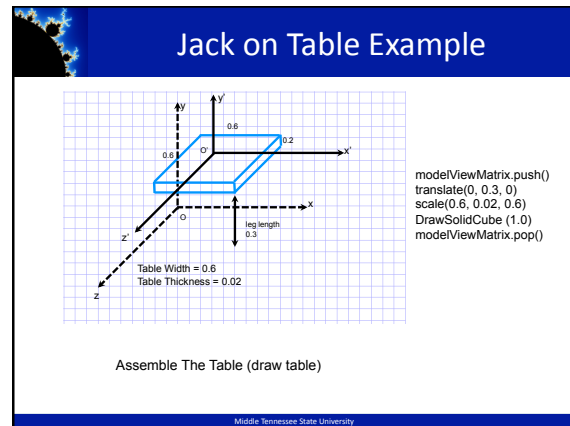 Jack on Table Example
y
y'
0.6
0.2
0.6
O'
x'
x
O
leg length
0.3
z'
Table Width = 0.6
Table Thickness = 0.02
z
modelViewMatrix.push()
translate(0, 0.3, 0)
scale(0.6, 0.02, 0.6)
DrawSolidCube (1.0)
modelViewMatrix.pop()
Assemble The Table (draw table)
Middle Tennessee State University